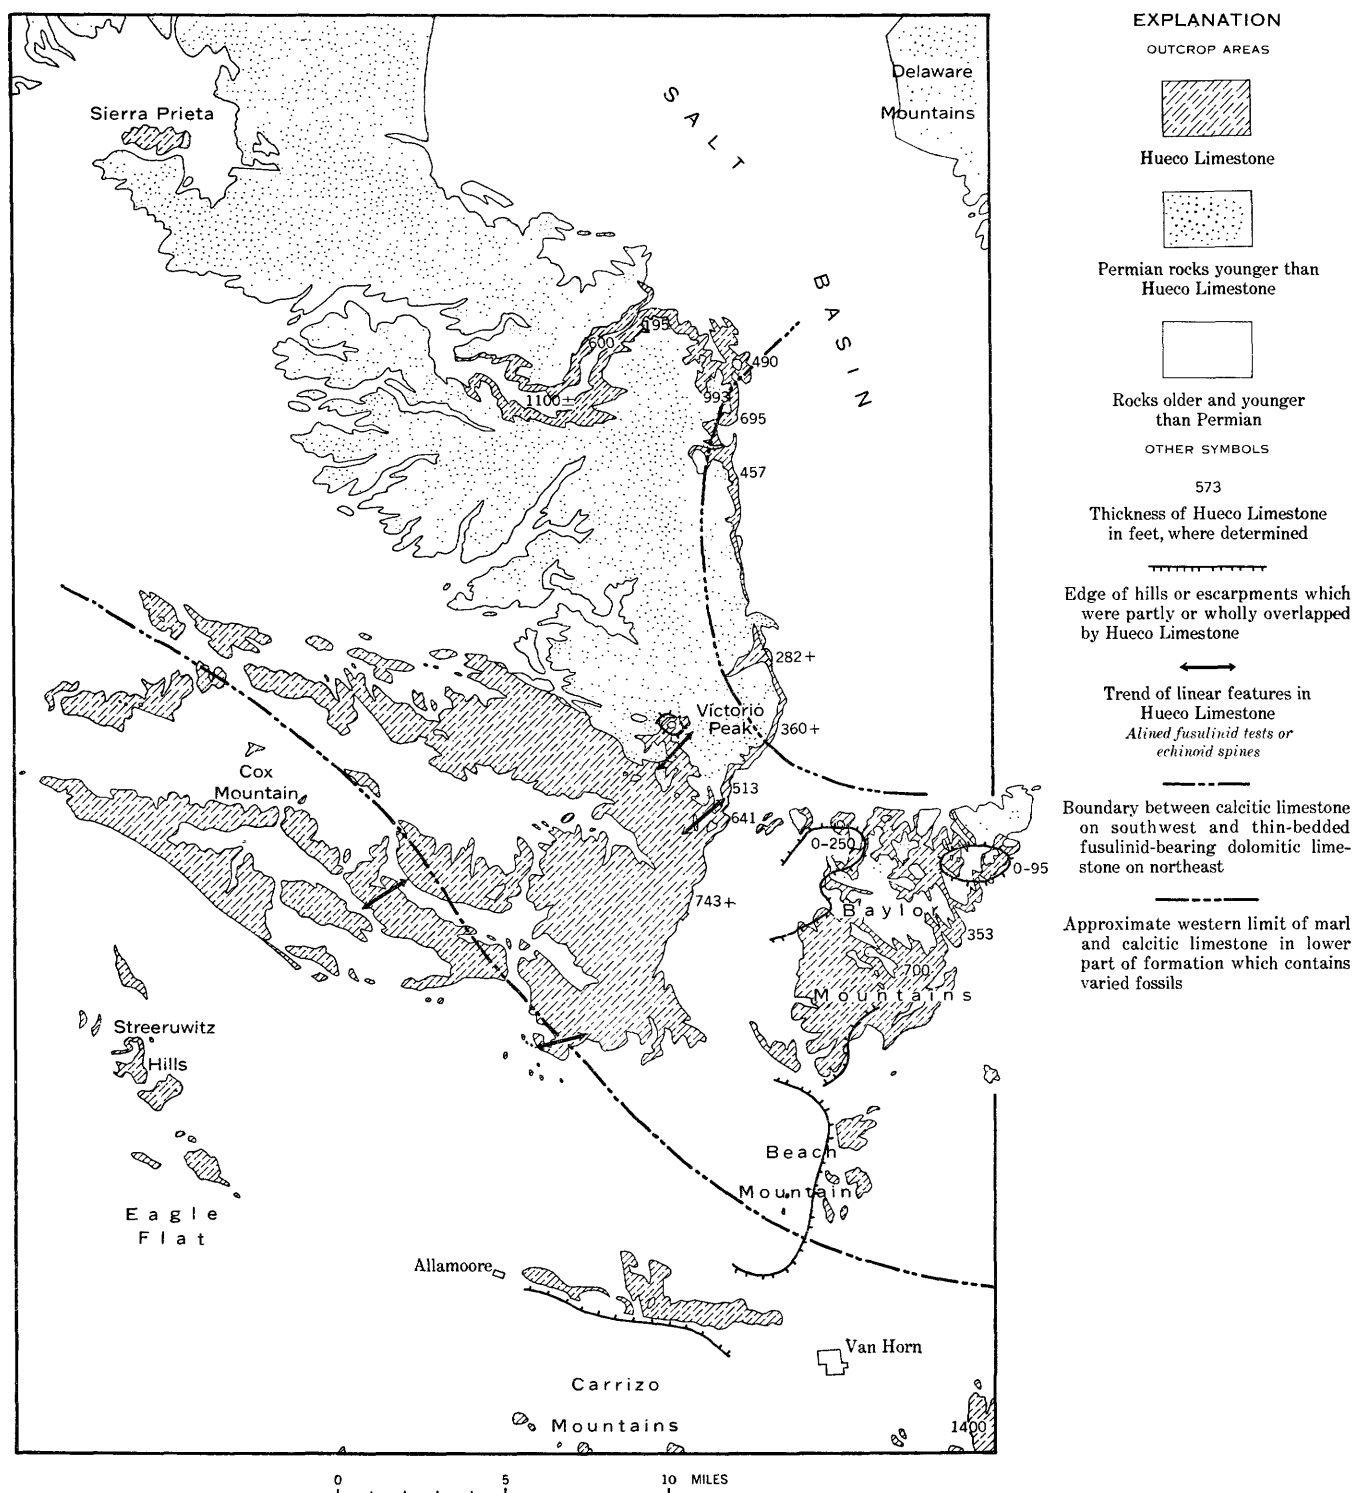 Sierra Prieta
Delaware
Mountains
SALT
BASIN
195
600
490
1100±
993
695
457
282+
Victorio
Peak
360+
Cox
Mountain
513
641
0-250
0-95
743+
Baylor
353
700
Mountains
Streeruwitz
Hills
Beach
Mountain
Eagle
Flat
Allamoore
Van Horn
Carrizo
Mountains
1400
0 5 10 MILES
EXPLANATION
OUTCROP AREAS
Hueco Limestone
Permian rocks younger than
Hueco Limestone
Rocks older and younger
than Permian
OTHER SYMBOLS
573
Thickness of Hueco Limestone
in feet, where determined
Edge of hills or escarpments which
were partly or wholly overlapped
by Hueco Limestone
Trend of linear features in
Hueco Limestone
Alined fusulinid tests or
echinoid spines
Boundary between calcitic limestone
on southwest and thin-bedded
fusulinid-bearing dolomitic lime-
stone on northeast
Approximate western limit of marl
and calcitic limestone in lower
part of formation which contains
varied fossils